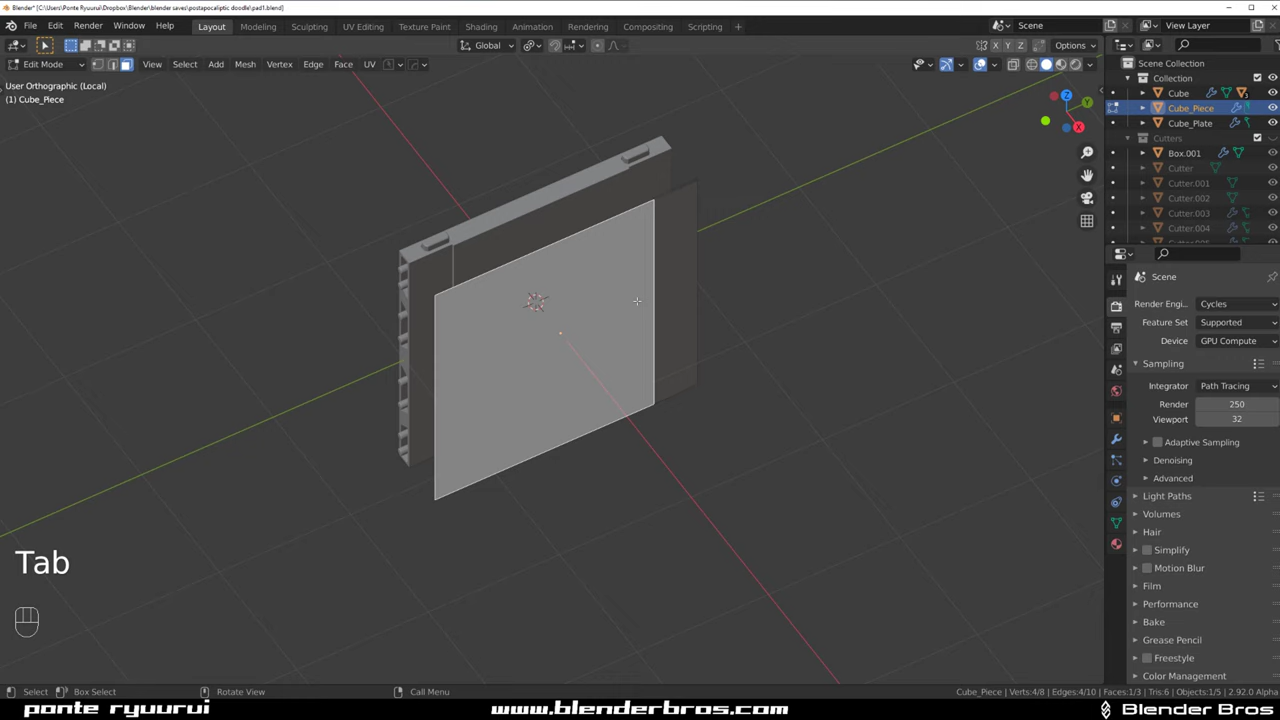 Blender* [C:\Users\Ponte Ryuurui\Dropbox\Blender\blender saves\postapocaliptic doodle\pad1.blend]
File Edit Render Window Help Layout Modeling Sculpting UV Editing Texture Paint Shading Animation Rendering Compositing Scripting + Scene View Layer
Global X Y Z Options
Edit Mode View Select Add Mesh Vertex Edge Face UV
User Orthographic (Local)
(1) Cube_Piece
Z
Y
X
Scene Collection
Collection
Cube
Cube_Piece
Cube_Plate
Cutters
Box.001
Cutter
Cutter.001
Cutter.002
Cutter.003
Cutter.004
Scene
Render Engi.. Cycles
Feature Set Supported
Device GPU Compute
Sampling
Integrator Path Tracing
Render 250
Viewport 32
Adaptive Sampling
Denoising
Advanced
Light Paths
Volumes
Hair
Simplify
Motion Blur
Film
Performance
Bake
Grease Pencil
Freestyle
Color Management
Tab
Select Box Select Rotate View Call Menu Cube_Piece | Verts:4/8 | Edges:4/10 | Faces:1/3 | Tris:6 | Objects:1/5 | 2.92.0 Alpha
ponte ryuurui www.blenderbros.com Blender Bros